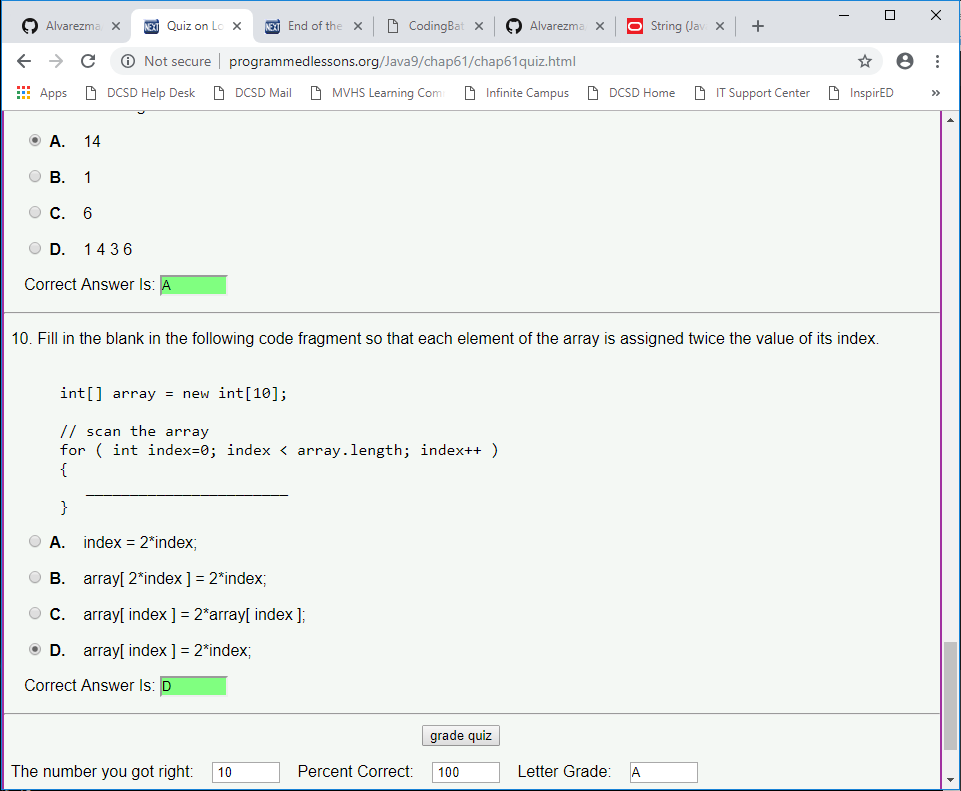 Alvarezma
Quiz on Lo
End of the
CodingBat
Alvarezma
String (Jav
Not secure | programmedlessons.org/Java9/chap61/chap61quiz.html
Apps DCSD Help Desk DCSD Mail MVHS Learning Com Infinite Campus DCSD Home IT Support Center InspirED »
A. 14
B. 1
C. 6
D. 1 4 3 6
Correct Answer Is: A
10. Fill in the blank in the following code fragment so that each element of the array is assigned twice the value of its index.
int[] array = new int[10];
// scan the array
for ( int index=0; index < array.length; index++ )
{
_______________________
}
A. index = 2*index;
B. array[ 2*index ] = 2*index;
C. array[ index ] = 2*array[ index ];
D. array[ index ] = 2*index;
Correct Answer Is: D
grade quiz
The number you got right: 10 Percent Correct: 100 Letter Grade: A